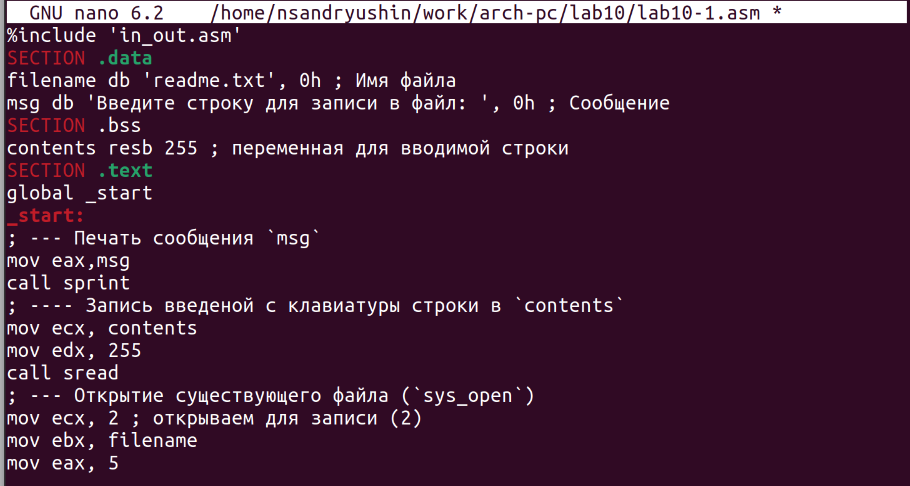 GNU nano 6.2    /home/nsandryushin/work/arch-pc/lab10/lab10-1.asm *
%include 'in_out.asm'
SECTION .data
filename db 'readme.txt', 0h ; Имя файла
msg db 'Введите строку для записи в файл: ', 0h ; Сообщение
SECTION .bss
contents resb 255 ; переменная для вводимой строки
SECTION .text
global _start
_start:
; --- Печать сообщения `msg`
mov eax,msg
call sprint
; ---- Запись введеной с клавиатуры строки в `contents`
mov ecx, contents
mov edx, 255
call sread
; --- Открытие существующего файла (`sys_open`)
mov ecx, 2 ; открываем для записи (2)
mov ebx, filename
mov eax, 5